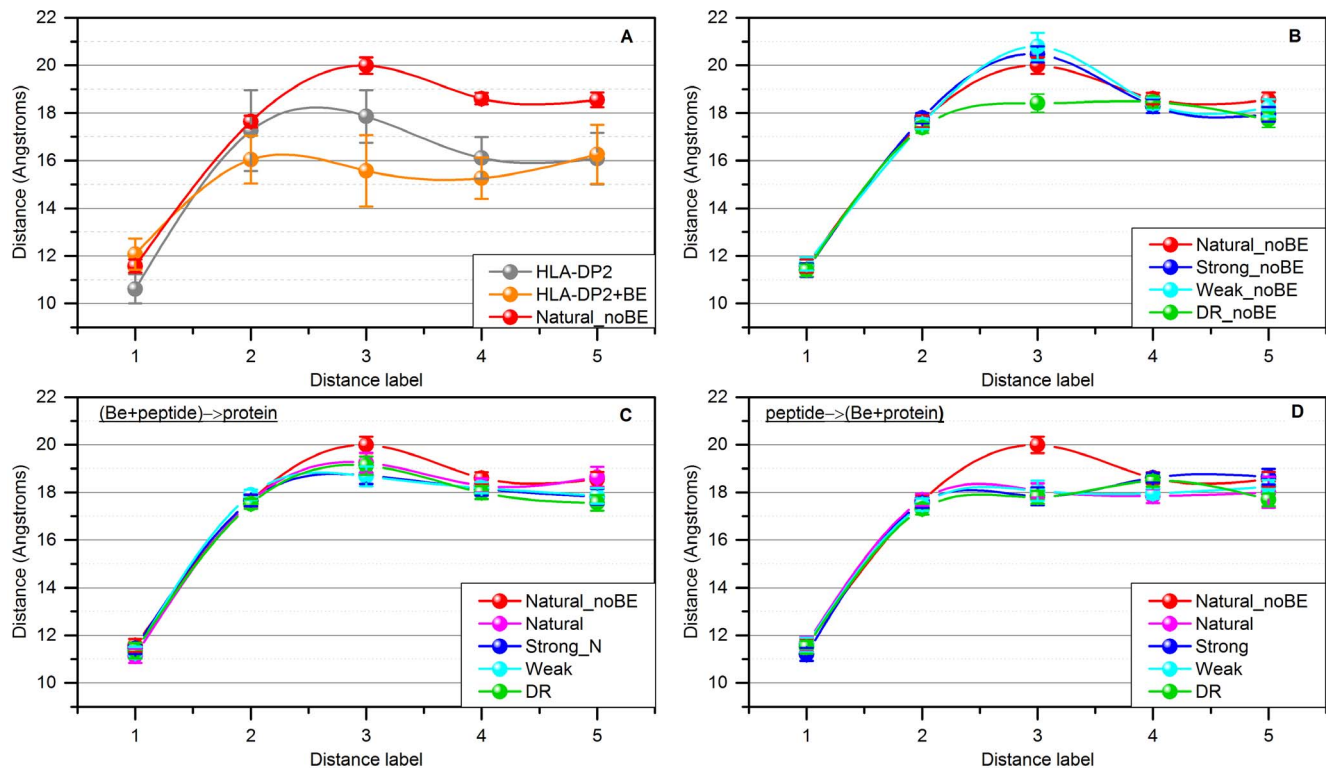 A
Distance (Angstroms)
22
20
18
16
14
12
10
HLA-DP2
HLA-DP2+BE
Natural_noBE
1 2 3 4 5
Distance label
B
Distance (Angstroms)
22
20
18
16
14
12
10
Natural_noBE
Strong_noBE
Weak_noBE
DR_noBE
1 2 3 4 5
Distance label
(Be+peptide)->protein C
Distance (Angstroms)
22
20
18
16
14
12
10
Natural_noBE
Natural
Strong_N
Weak
DR
1 2 3 4 5
Distance label
peptide->(Be+protein) D
Distance (Angstroms)
22
20
18
16
14
12
10
Natural_noBE
Natural
Strong
Weak
DR
1 2 3 4 5
Distance label